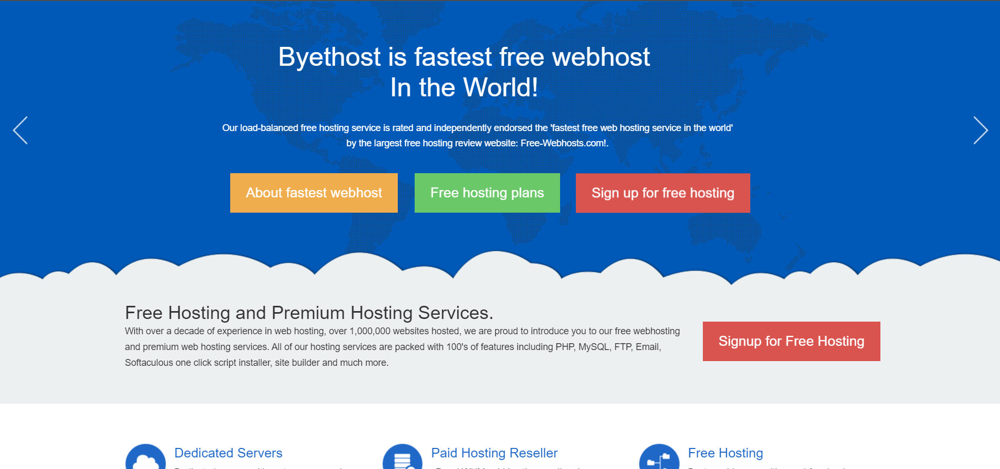 Byethost is fastest free webhost
In the World!
Our load-balanced free hosting service is rated and independently endorsed the 'fastest free web hosting service in the world'
by the largest free hosting review website: Free-Webhosts.com!.
About fastest webhost
Free hosting plans
Sign up for free hosting
Free Hosting and Premium Hosting Services.
With over a decade of experience in web hosting, over 1,000,000 websites hosted, we are proud to introduce you to our free webhosting
and premium web hosting services. All of our hosting services are packed with 100's of features including PHP, MySQL, FTP, Email,
Softaculous one click script installer, site builder and much more.
Signup for Free Hosting
Dedicated Servers
Paid Hosting Reseller
Free Hosting